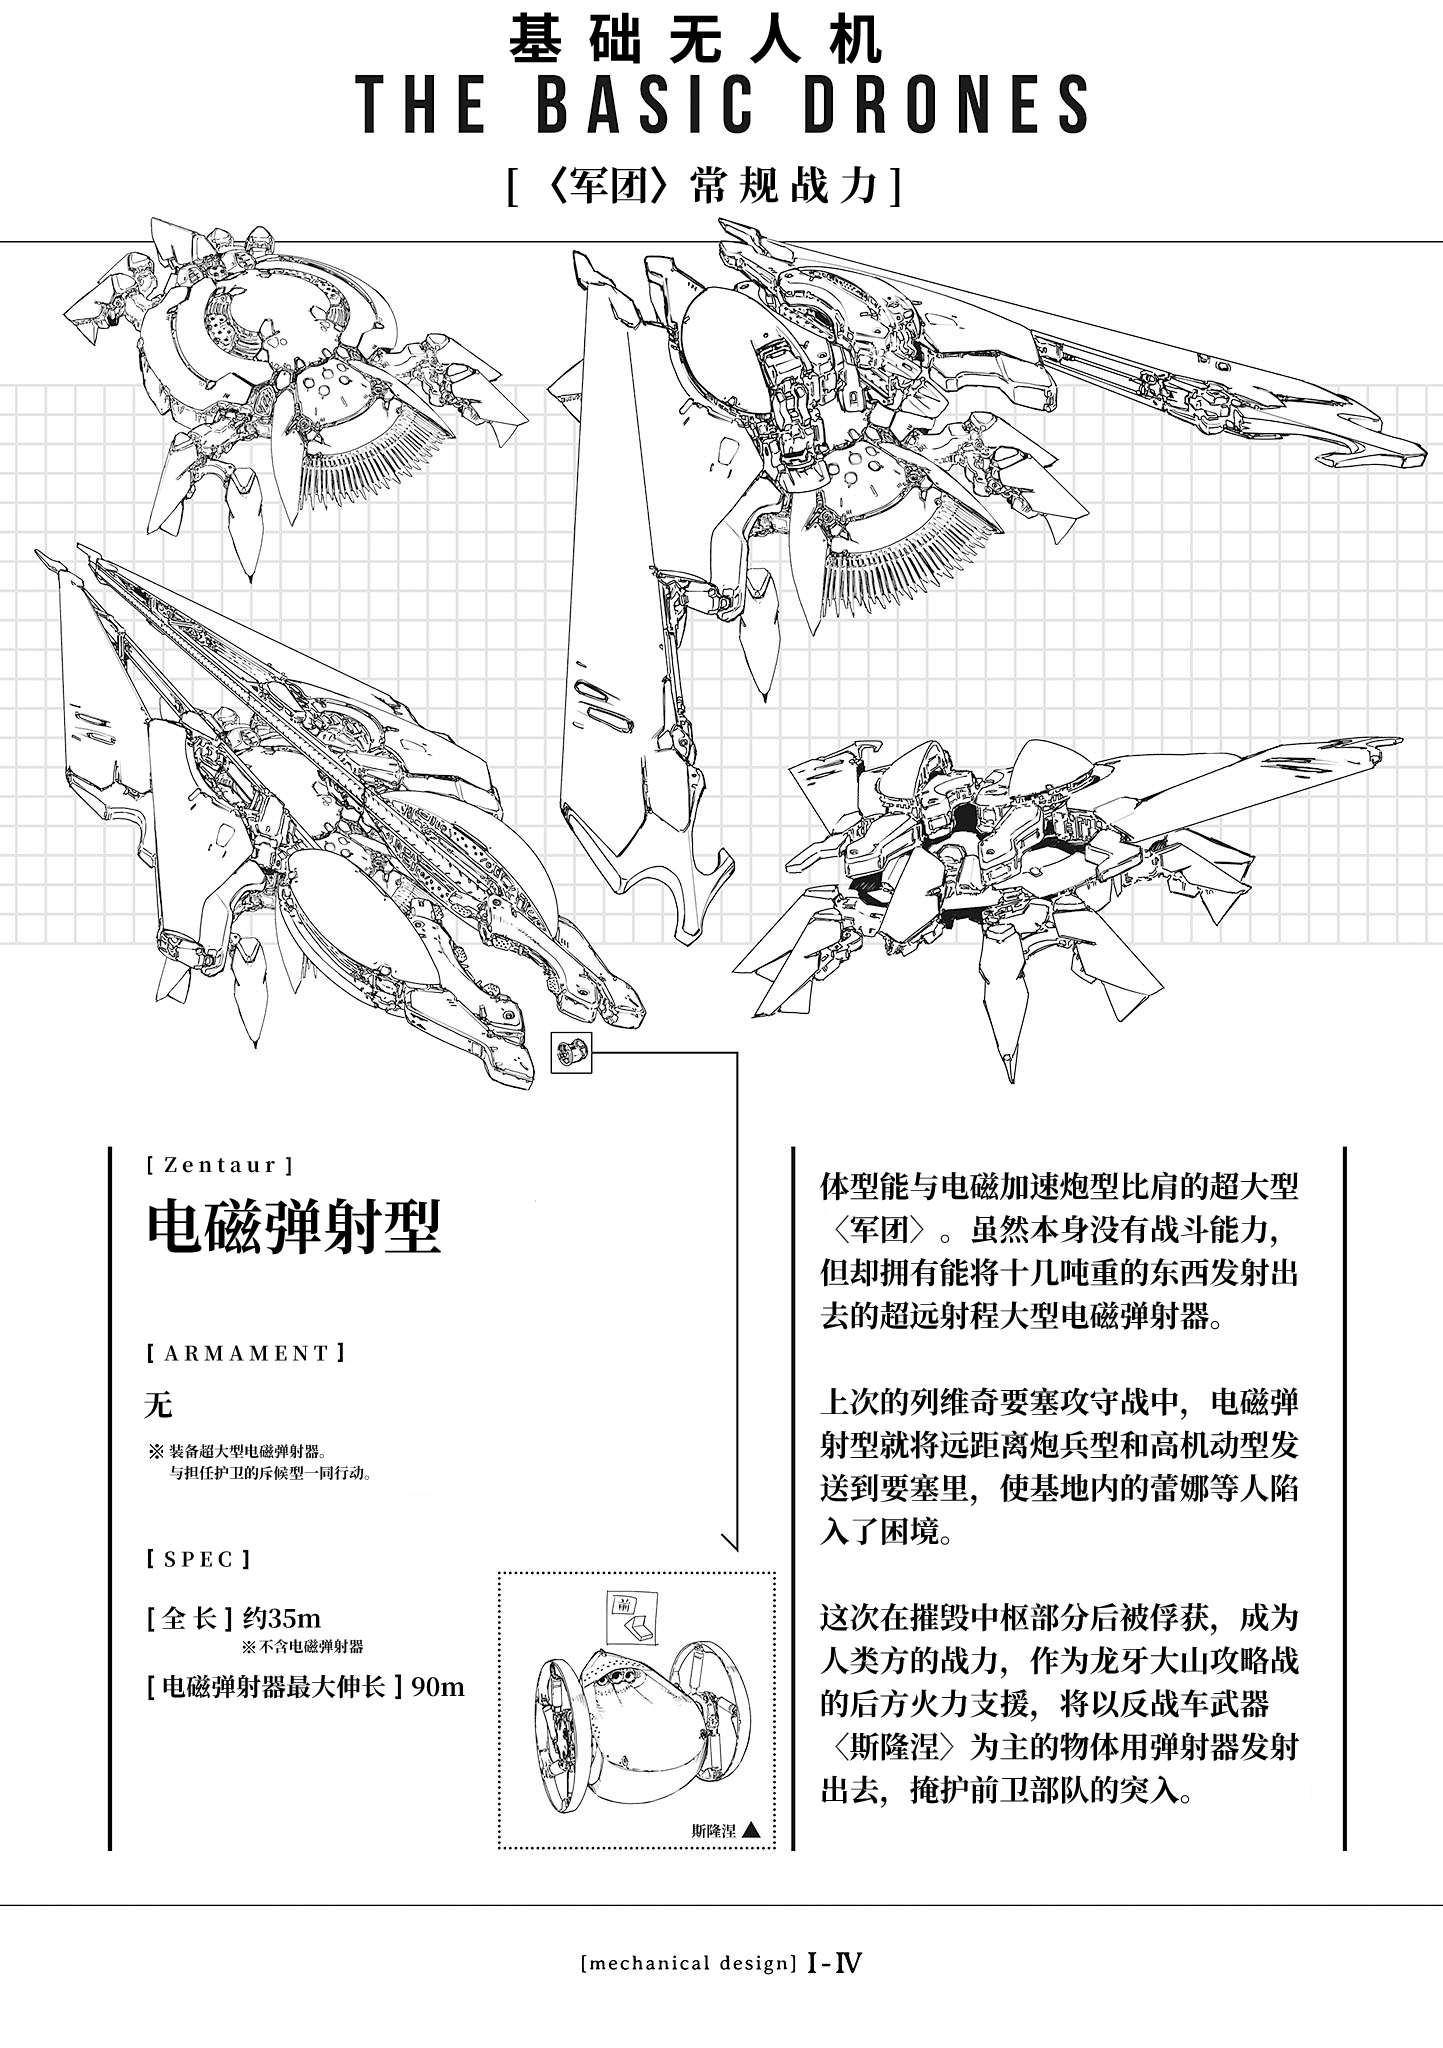 基础无人机
THE BASIC DRONES
[〈军团〉常规战力]
[Zentaur]
电磁弹射型
[ARMAMENT]
无
※装备超大型电磁弹射器。
与担任护卫的斥候型一同行动。
[SPEC]
[全长]约35m
※不含电磁弹射器
[电磁弹射器最大伸长]90m
前
斯隆涅▲
体型能与电磁加速炮型比肩的超大型
〈军团〉。虽然本身没有战斗能力，
但却拥有能将十几吨重的东西发射出
去的超远射程大型电磁弹射器。
上次的列维奇要塞攻守战中，电磁弹
射型就将远距离炮兵型和高机动型发
送到要塞里，使基地内的蕾娜等人陷
入了困境。
这次在摧毁中枢部分后被俘获，成为
人类方的战力，作为龙牙大山攻略战
的后方火力支援，将以反战车武器
〈斯隆涅〉为主的物体用弹射器发射
出去，掩护前卫部队的突入。
[mechanical design] I-IV